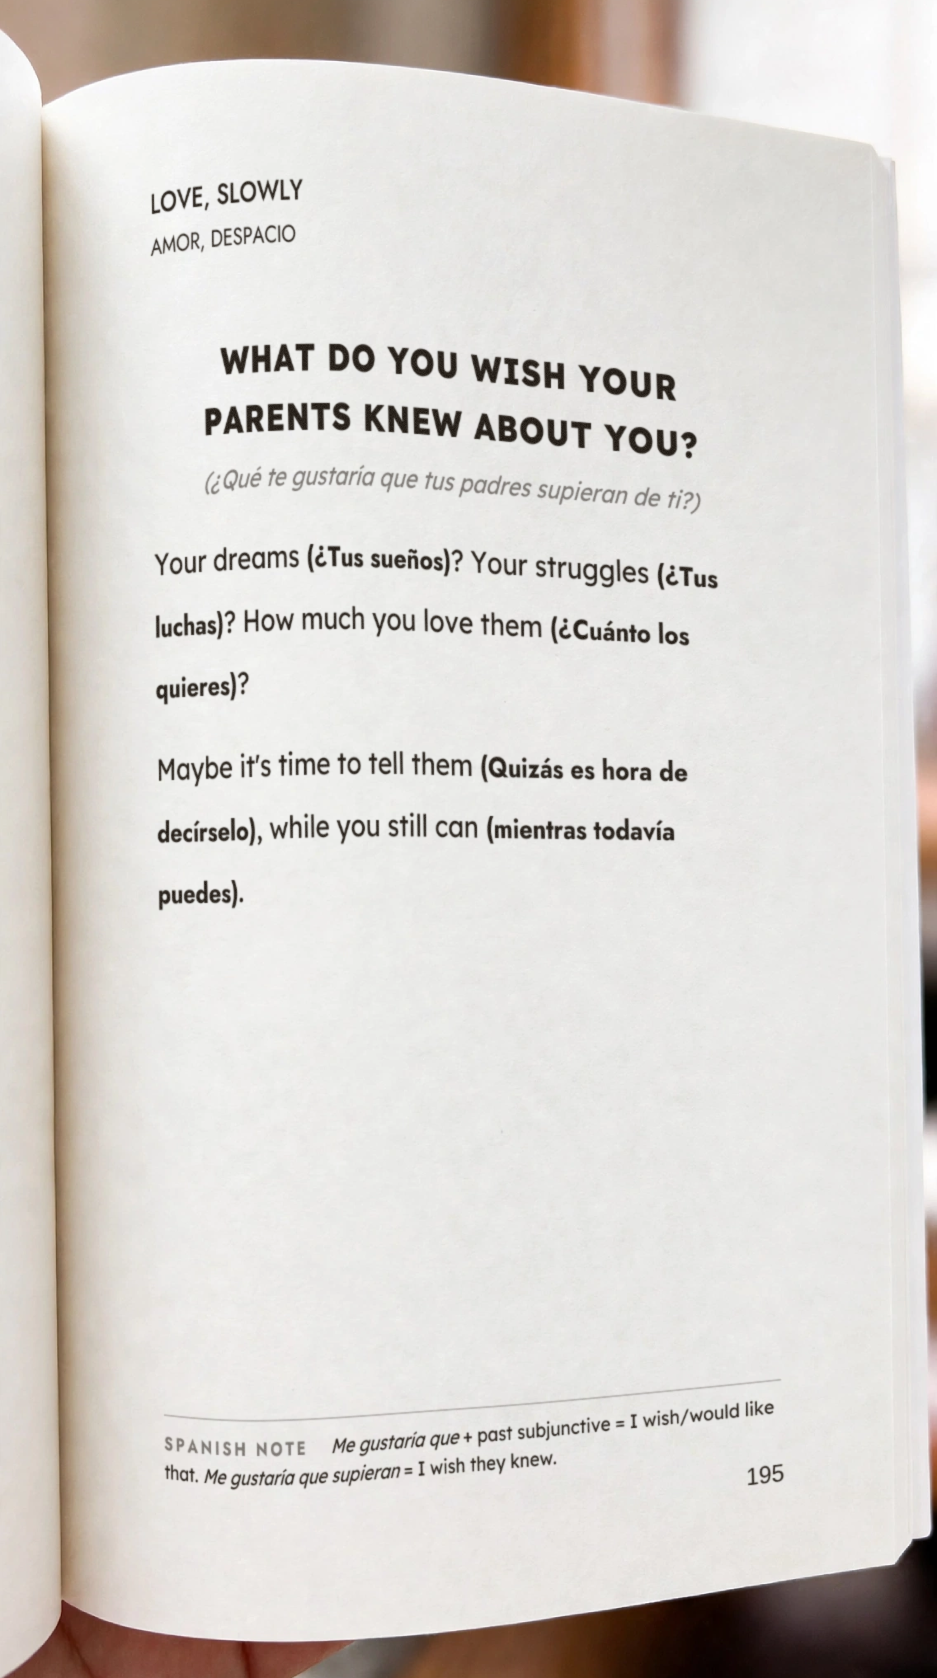 LOVE, SLOWLY
AMOR, DESPACIO
WHAT DO YOU WISH YOUR
PARENTS KNEW ABOUT YOU?
(¿Qué te gustaría que tus padres supieran de ti?)
Your dreams (¿Tus sueños)? Your struggles (¿Tus
luchas)? How much you love them (¿Cuánto los
quieres)?
Maybe it's time to tell them (Quizás es hora de
decírselo), while you still can (mientras todavía
puedes).
SPANISH NOTE Me gustaría que + past subjunctive = I wish/would like
that. Me gustaría que supieran = I wish they knew.
195